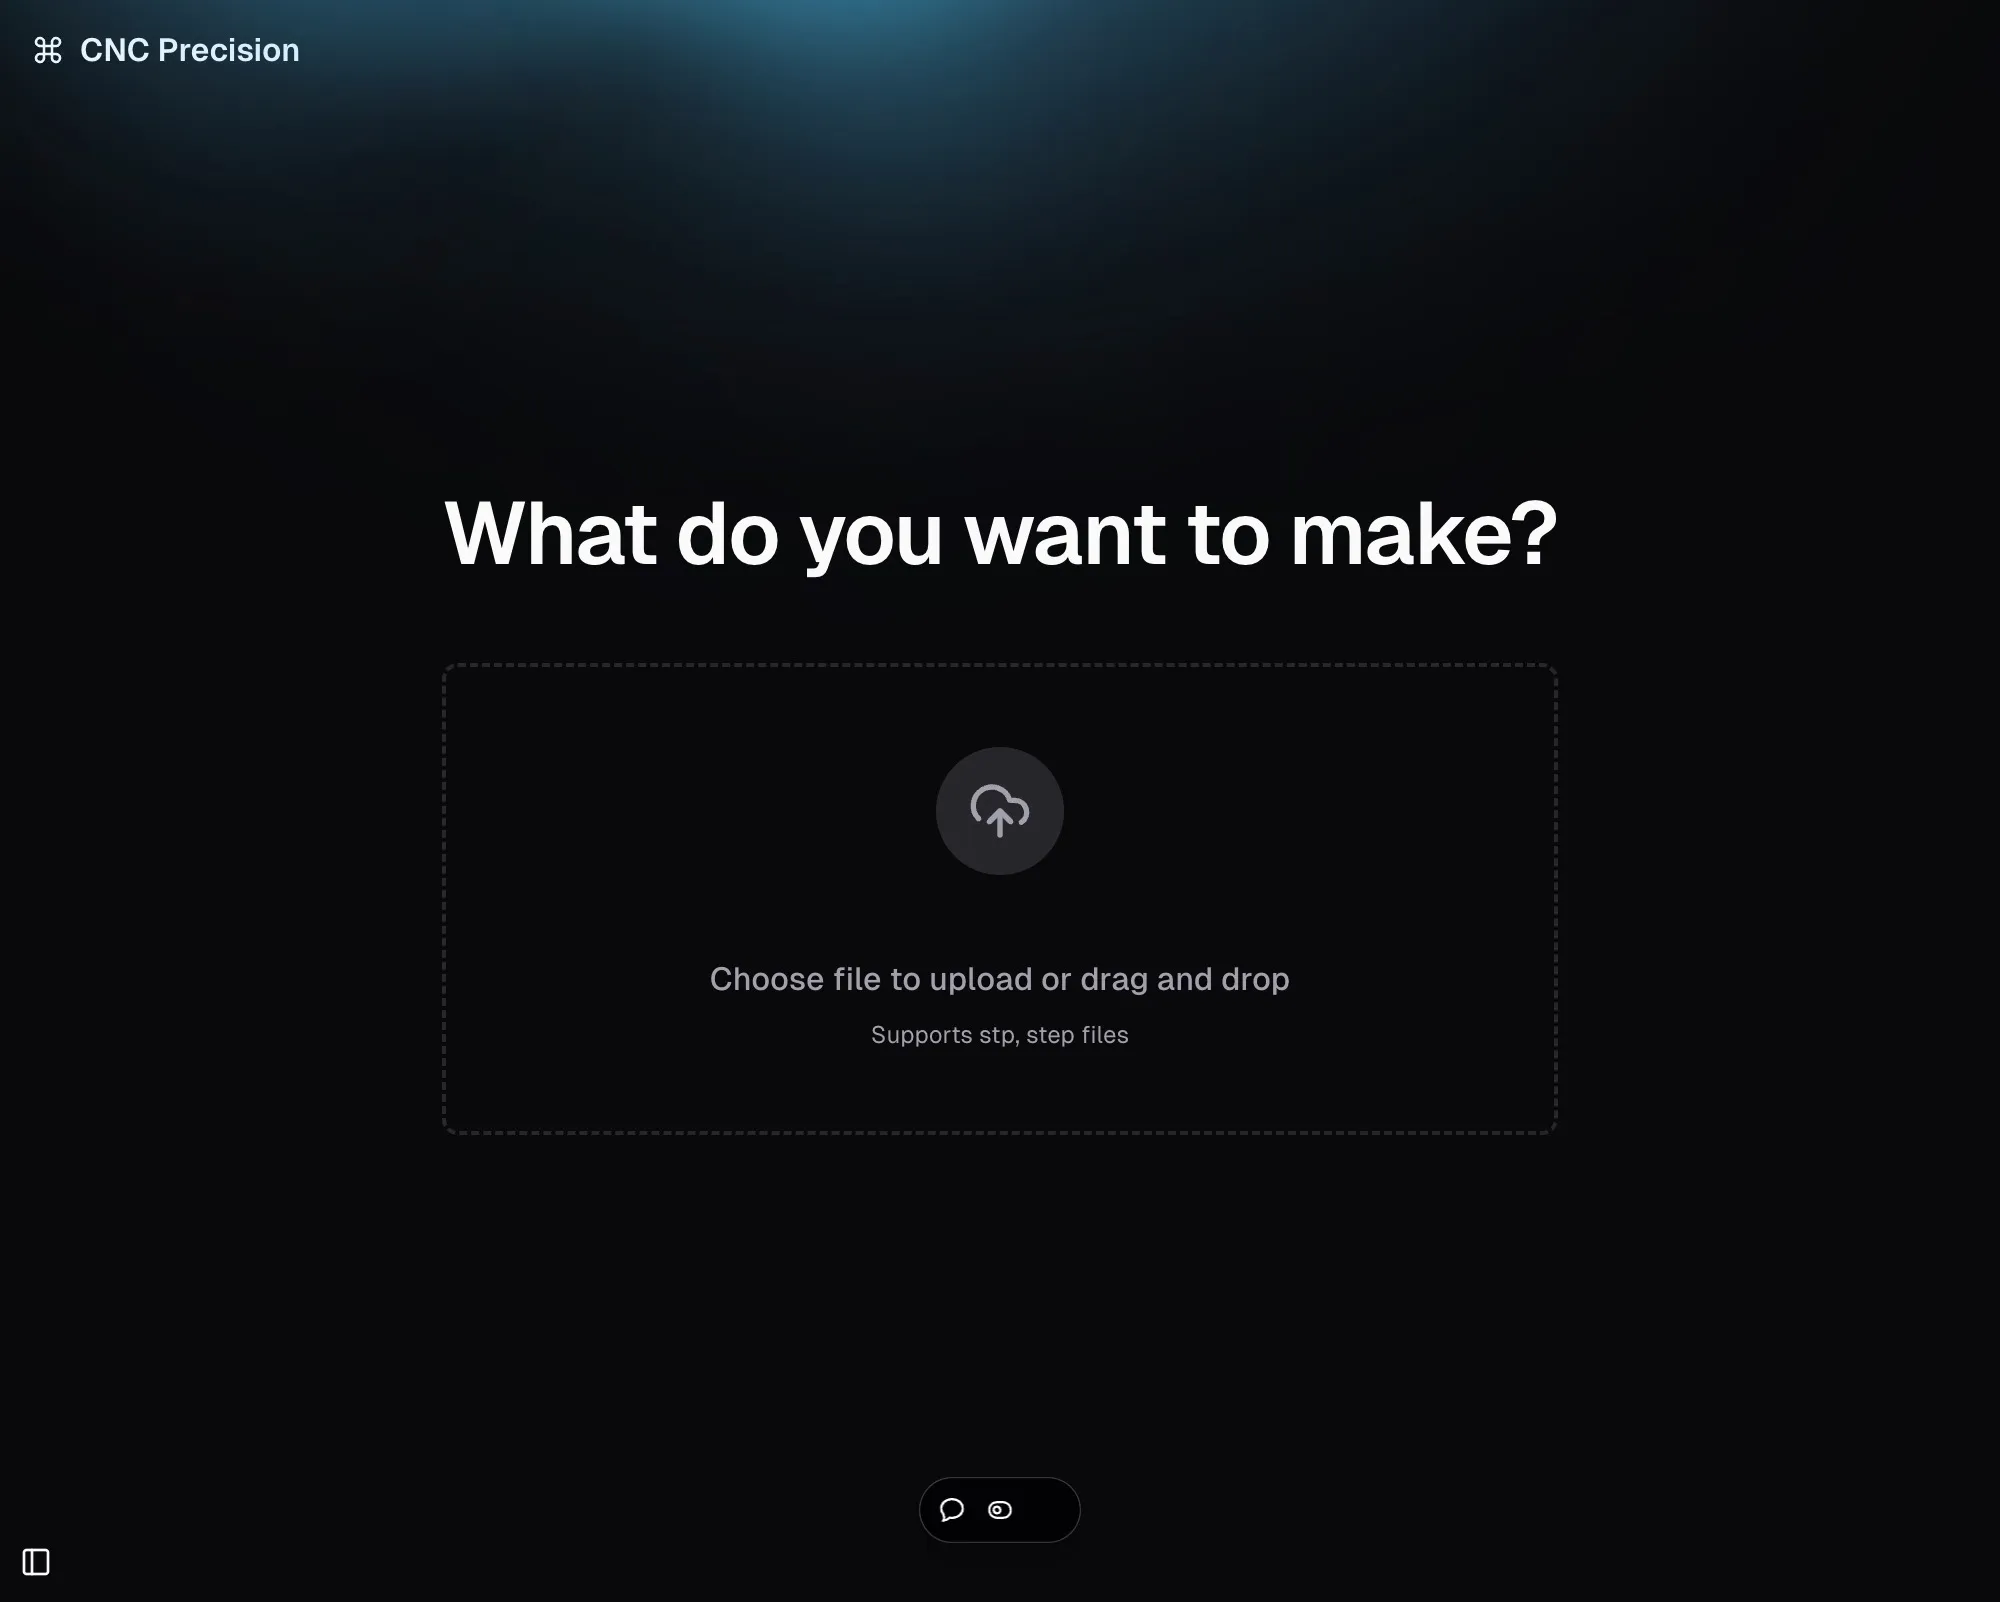 CNC Precision
What do you want to make?
Choose file to upload or drag and drop
Supports stp, step files